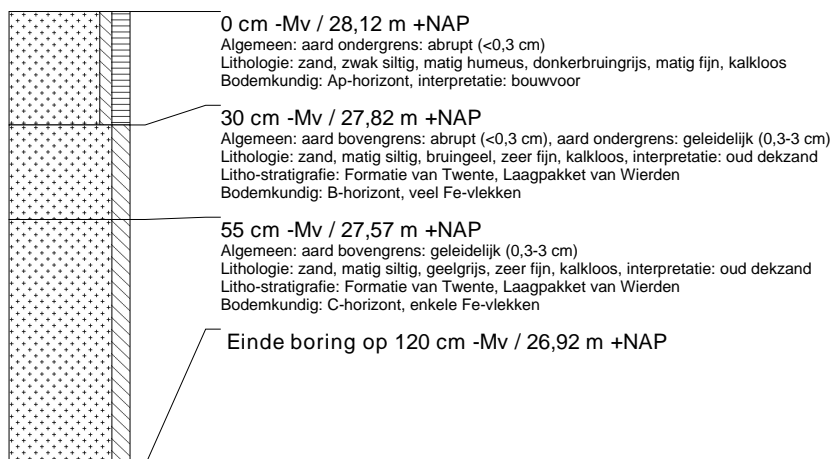 0 cm -Mv / 28,12 m +NAP
Algemeen: aard ondergrens: abrupt (<0,3 cm)
Lithologie: zand, zwak siltig, matig humeus, donkerbruingrijs, matig fijn, kalkloos
Bodemkundig: Ap-horizont, interpretatie: bouwvoor
30 cm -Mv / 27,82 m +NAP
Algemeen: aard bovengrens: abrupt (<0,3 cm), aard ondergrens: geleidelijk (0,3-3 cm)
Lithologie: zand, matig siltig, bruingeel, zeer fijn, kalkloos, interpretatie: oud dekzand
Litho-stratigrafie: Formatie van Twente, Laagpakket van Wierden
Bodemkundig: B-horizont, veel Fe-vlekken
55 cm -Mv / 27,57 m +NAP
Algemeen: aard bovengrens: geleidelijk (0,3-3 cm)
Lithologie: zand, matig siltig, geelgrijs, zeer fijn, kalkloos, interpretatie: oud dekzand
Litho-stratigrafie: Formatie van Twente, Laagpakket van Wierden
Bodemkundig: C-horizont, enkele Fe-vlekken
Einde boring op 120 cm -Mv / 26,92 m +NAP